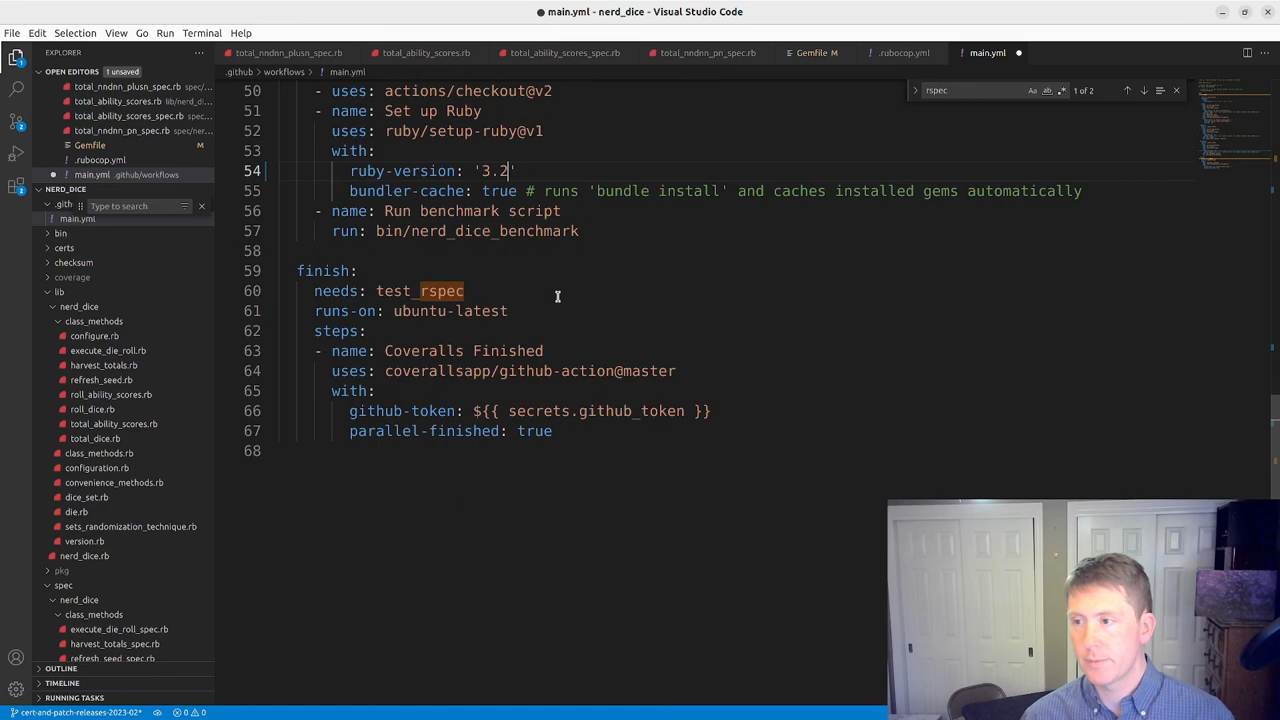 main.yml - nerd_dice - Visual Studio Code
File Edit Selection View Go Run Terminal Help
EXPLORER
total_nndnn_plusn_spec.rb total_ability_scores.rb total_ability_scores_spec.rb total_nndnn_pn_spec.rb Gemfile M .rubocop.yml main.yml
OPEN EDITORS 1 unsaved
total_nndnn_plusn_spec.rb spec/
total_ability_scores.rb lib/nerd_d...
total_ability_scores_spec.rb spec/...
total_nndnn_pn_spec.rb spec/ner...
Gemfile M
.rubocop.yml
main.yml .github/workflows
NERD_DICE
.gith
Type to search
main.yml
bin
certs
checksum
coverage
lib
nerd_dice
class_methods
configure.rb
execute_die_roll.rb
harvest_totals.rb
refresh_seed.rb
roll_ability_scores.rb
roll_dice.rb
total_ability_scores.rb
total_dice.rb
class_methods.rb
configuration.rb
convenience_methods.rb
dice_set.rb
die.rb
sets_randomization_technique.rb
version.rb
nerd_dice.rb
pkg
spec
nerd_dice
class_methods
execute_die_roll_spec.rb
harvest_totals_spec.rb
refresh_seed_spec.rb
OUTLINE
TIMELINE
RUNNING TASKS
.github > workflows > main.yml
rspec Aa ab 1 of 2
50 - uses: actions/checkout@v2
51 - name: Set up Ruby
52 uses: ruby/setup-ruby@v1
53 with:
54 ruby-version: '3.2'
55 bundler-cache: true # runs 'bundle install' and caches installed gems automatically
56 - name: Run benchmark script
57 run: bin/nerd_dice_benchmark
58
59 finish:
60 needs: test_rspec
61 runs-on: ubuntu-latest
62 steps:
63 - name: Coveralls Finished
64 uses: coverallsapp/github-action@master
65 with:
66 github-token: ${{ secrets.github_token }}
67 parallel-finished: true
68
cert-and-patch-releases-2023-02* 0 0